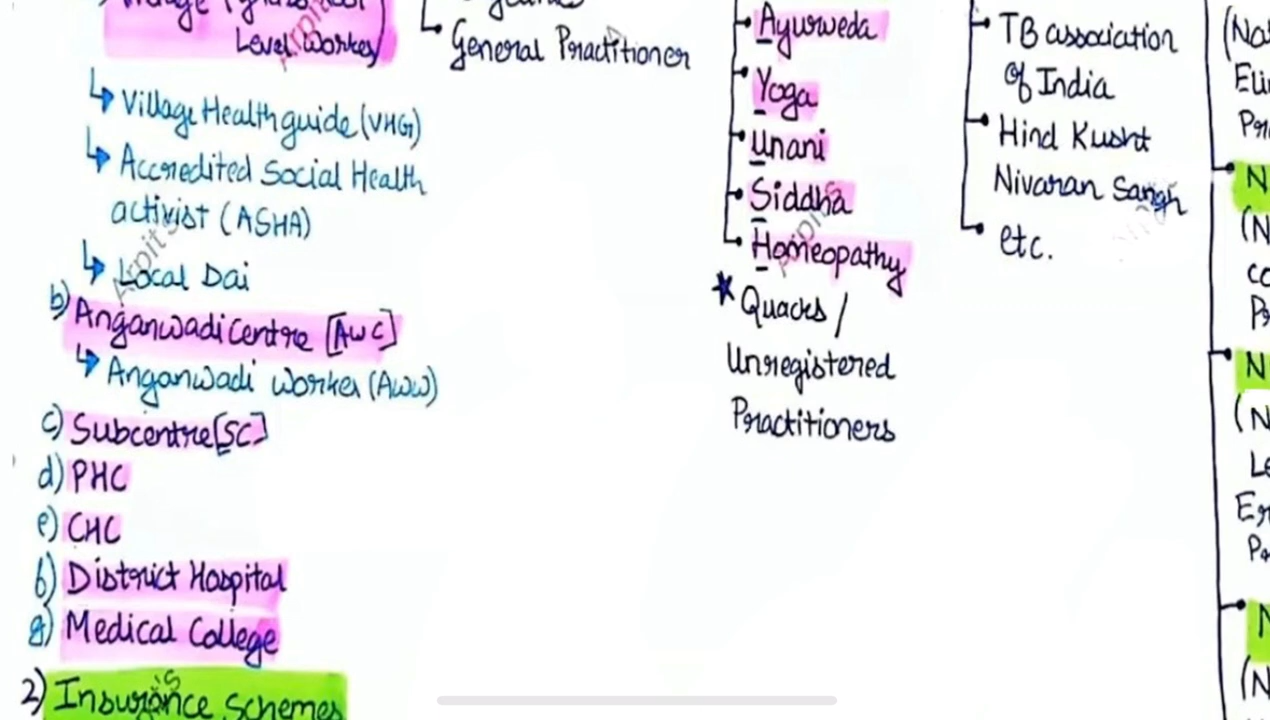 Level Worker)
Village Health guide (VHG)
Accredited Social Health
activist (ASHA)
Local Dai
b) Anganwadi Centre [AWC]
Anganwadi Worker (AWW)
c) Subcentre [SC]
d) PHC
e) CHC
f) District Hospital
g) Medical College
2) Insurance Schemes
General Practitioner
Ayurveda
Yoga
Unani
Siddha
Homeopathy
Quacks /
Unregistered
Practitioners
TB association
of India
Hind Kusht
Nivaran Sangh
etc.